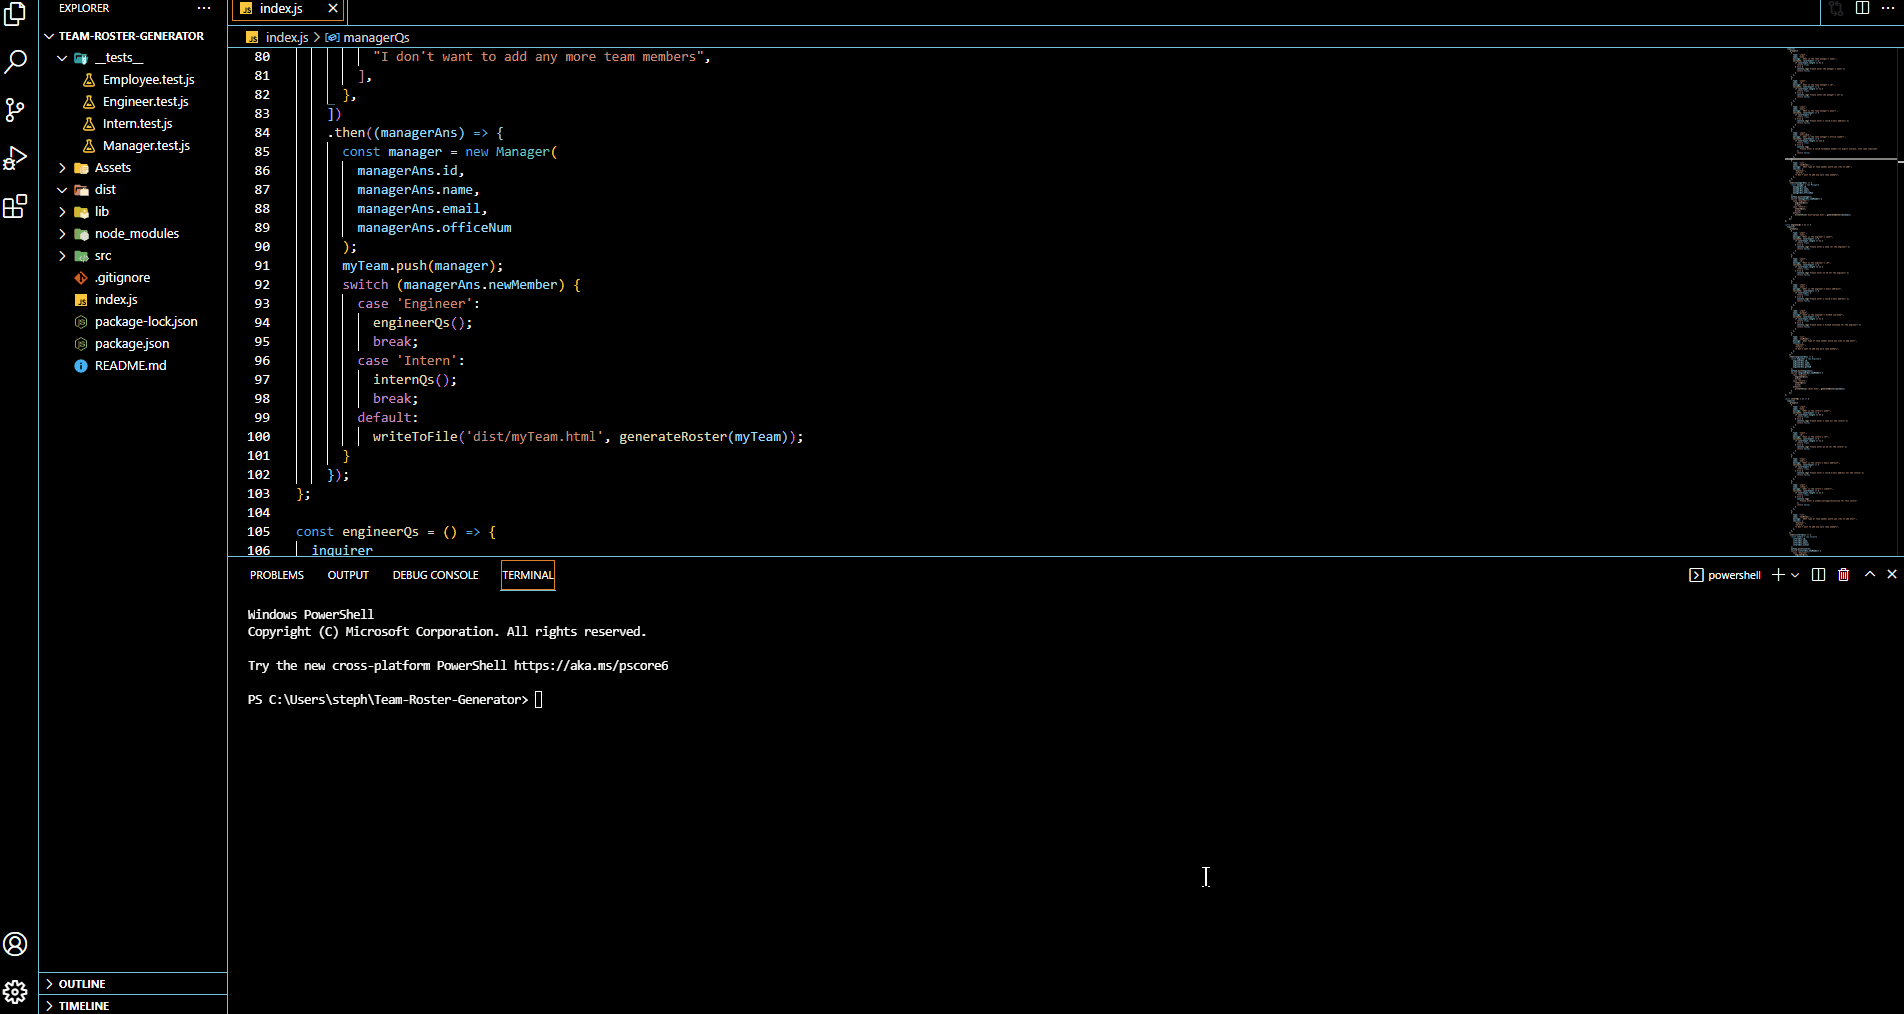 EXPLORER
TEAM-ROSTER-GENERATOR
__tests__
Employee.test.js
Engineer.test.js
Intern.test.js
Manager.test.js
Assets
dist
lib
node_modules
src
.gitignore
JS index.js
package-lock.json
package.json
README.md
OUTLINE
TIMELINE
JS index.js
JS index.js > managerQs
80 "I don't want to add any more team members",
81 ],
82 },
83 ])
84 .then((managerAns) => {
85 const manager = new Manager(
86 managerAns.id,
87 managerAns.name,
88 managerAns.email,
89 managerAns.officeNum
90 );
91 myTeam.push(manager);
92 switch (managerAns.newMember) {
93 case 'Engineer':
94 engineerQs();
95 break;
96 case 'Intern':
97 internQs();
98 break;
99 default:
100 writeToFile('dist/myTeam.html', generateRoster(myTeam));
101 }
102 });
103 };
104
105 const engineerQs = () => {
106 inquirer
PROBLEMS OUTPUT DEBUG CONSOLE TERMINAL
powershell
Windows PowerShell
Copyright (C) Microsoft Corporation. All rights reserved.
Try the new cross-platform PowerShell https://aka.ms/pscore6
PS C:\Users\steph\Team-Roster-Generator>